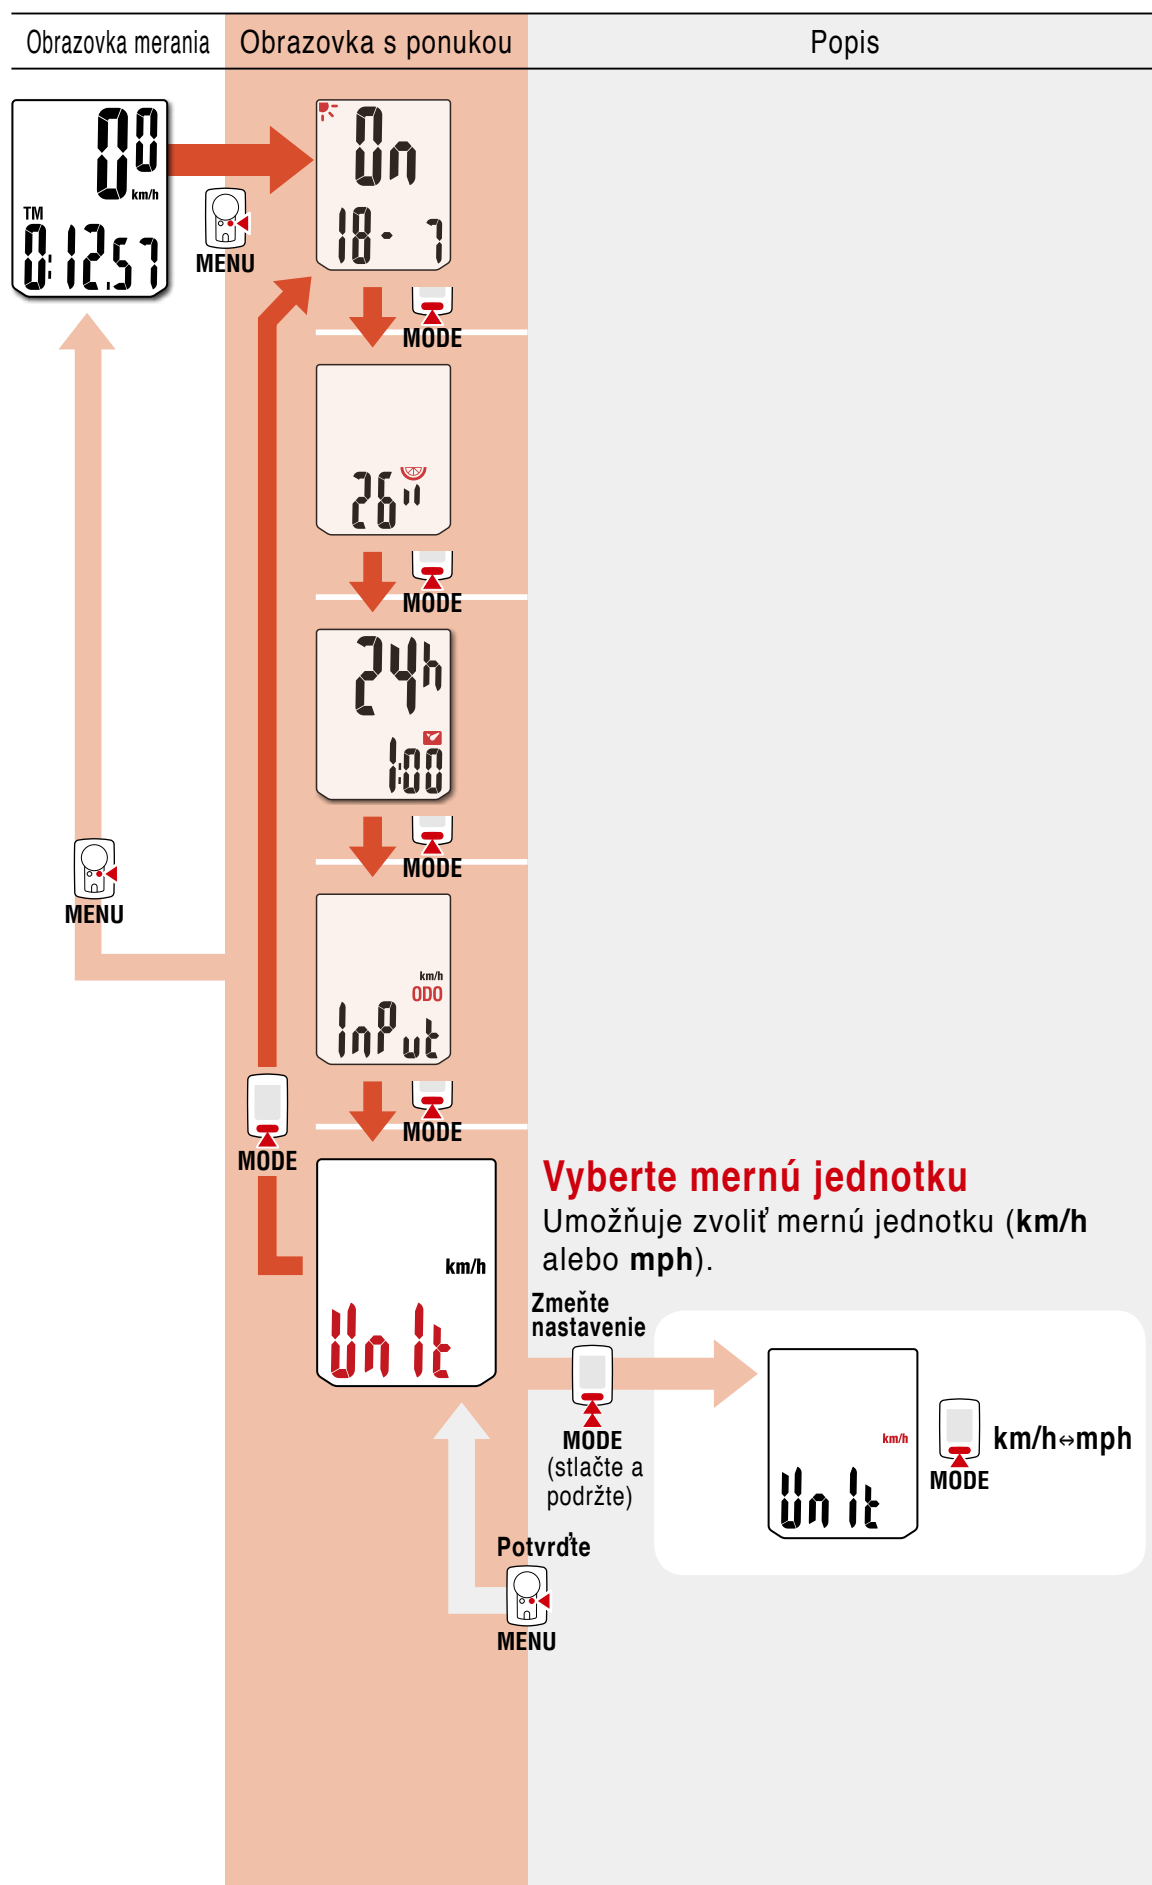 Obrazovka merania
Obrazovka s ponukou
Popis
00
km/h
TM
0:12.57
MENU
On
18- 7
MODE
26"
MODE
24h
1:00
MODE
MENU
km/h
ODO
InPut
MODE
MODE
km/h
UnIt
Vyberte mernú jednotku
Umožňuje zvoliť mernú jednotku (km/h
alebo mph).
Zmeňte
nastavenie
MODE
(stlačte a
podržte)
km/h
UnIt
MODE
km/h↔mph
Potvrďte
MENU